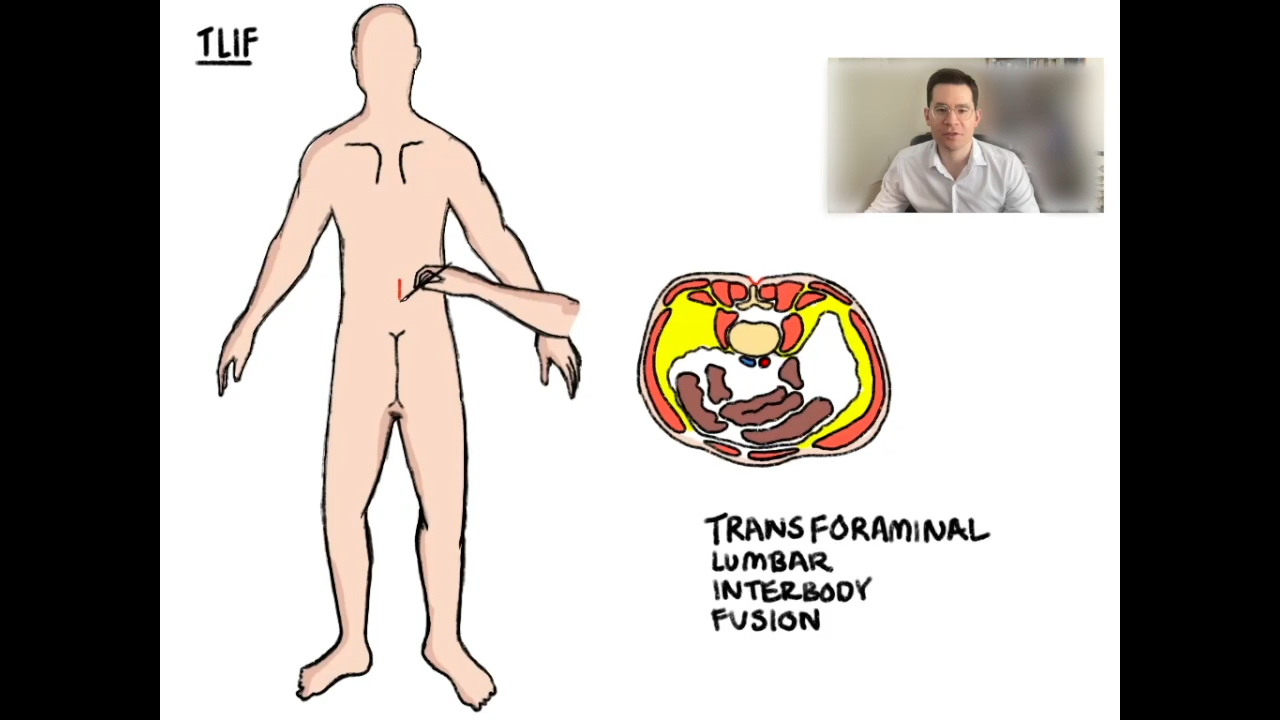 TLIF
TRANSFORAMINAL
LUMBAR
INTERBODY
FUSION